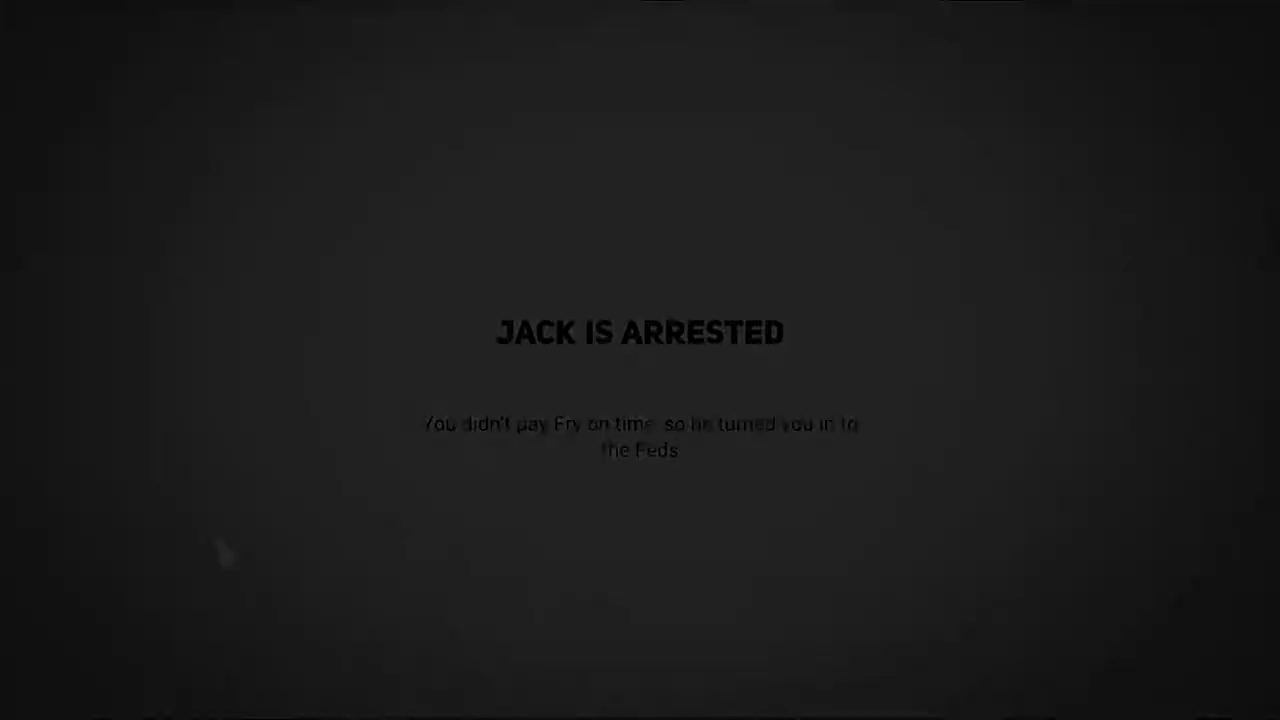 JACK IS ARRESTED
You didn't pay Fry on time, so he turned you in to
the Feds